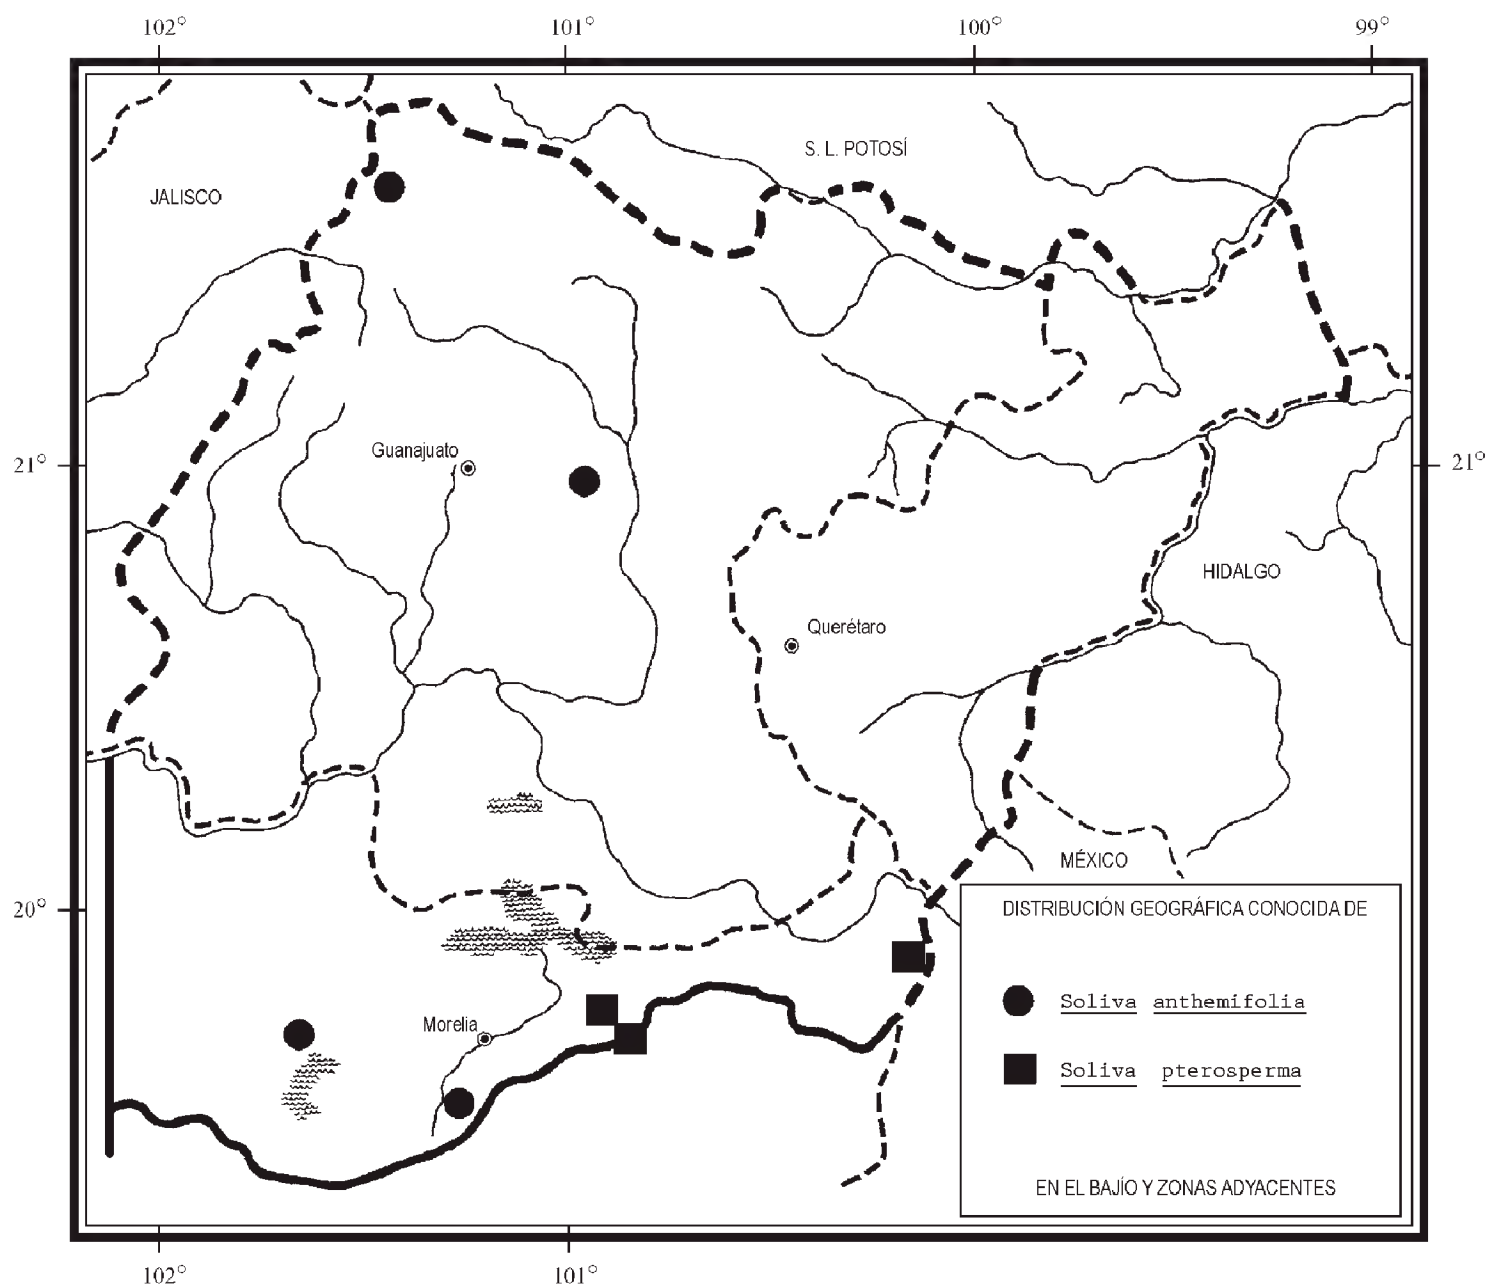 102° 101° 100° 99°
S. L. POTOSÍ
JALISCO
Guanajuato
21° 21°
HIDALGO
Querétaro
MÉXICO
20°
DISTRIBUCIÓN GEOGRÁFICA CONOCIDA DE
Soliva anthemifolia
Morelia
Soliva pterosperma
EN EL BAJÍO Y ZONAS ADYACENTES
102° 101°